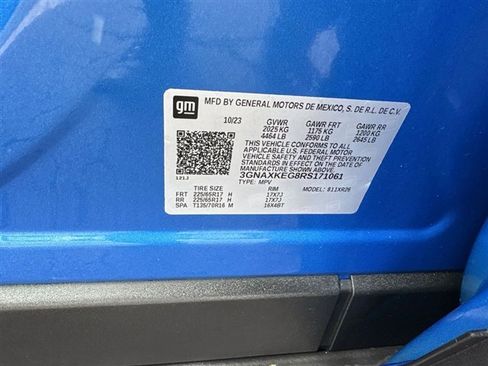 gm
MFD BY GENERAL MOTORS DE MEXICO, S. DE R.L. DE C.V.
10/23 GVWR GAWR FRT GAWR RR
2025 KG 1175 KG 1200 KG
4464 LB 2590 LB 2645 LB
THIS VEHICLE CONFORMS TO ALL
APPLICABLE U.S. FEDERAL MOTOR
VEHICLE SAFETY AND THEFT PREVENTION
STANDARDS IN EFFECT ON THE DATE OF
MANUFACTURE SHOWN ABOVE.
3GNAXKEG8RS171061
TYPE: MPV MODEL: 811XR26
TIRE SIZE RIM
FRT 225/65R17 H 17X7J
RR 225/65R17 H 17X7J
SPA T135/70R16 M 16X4BT